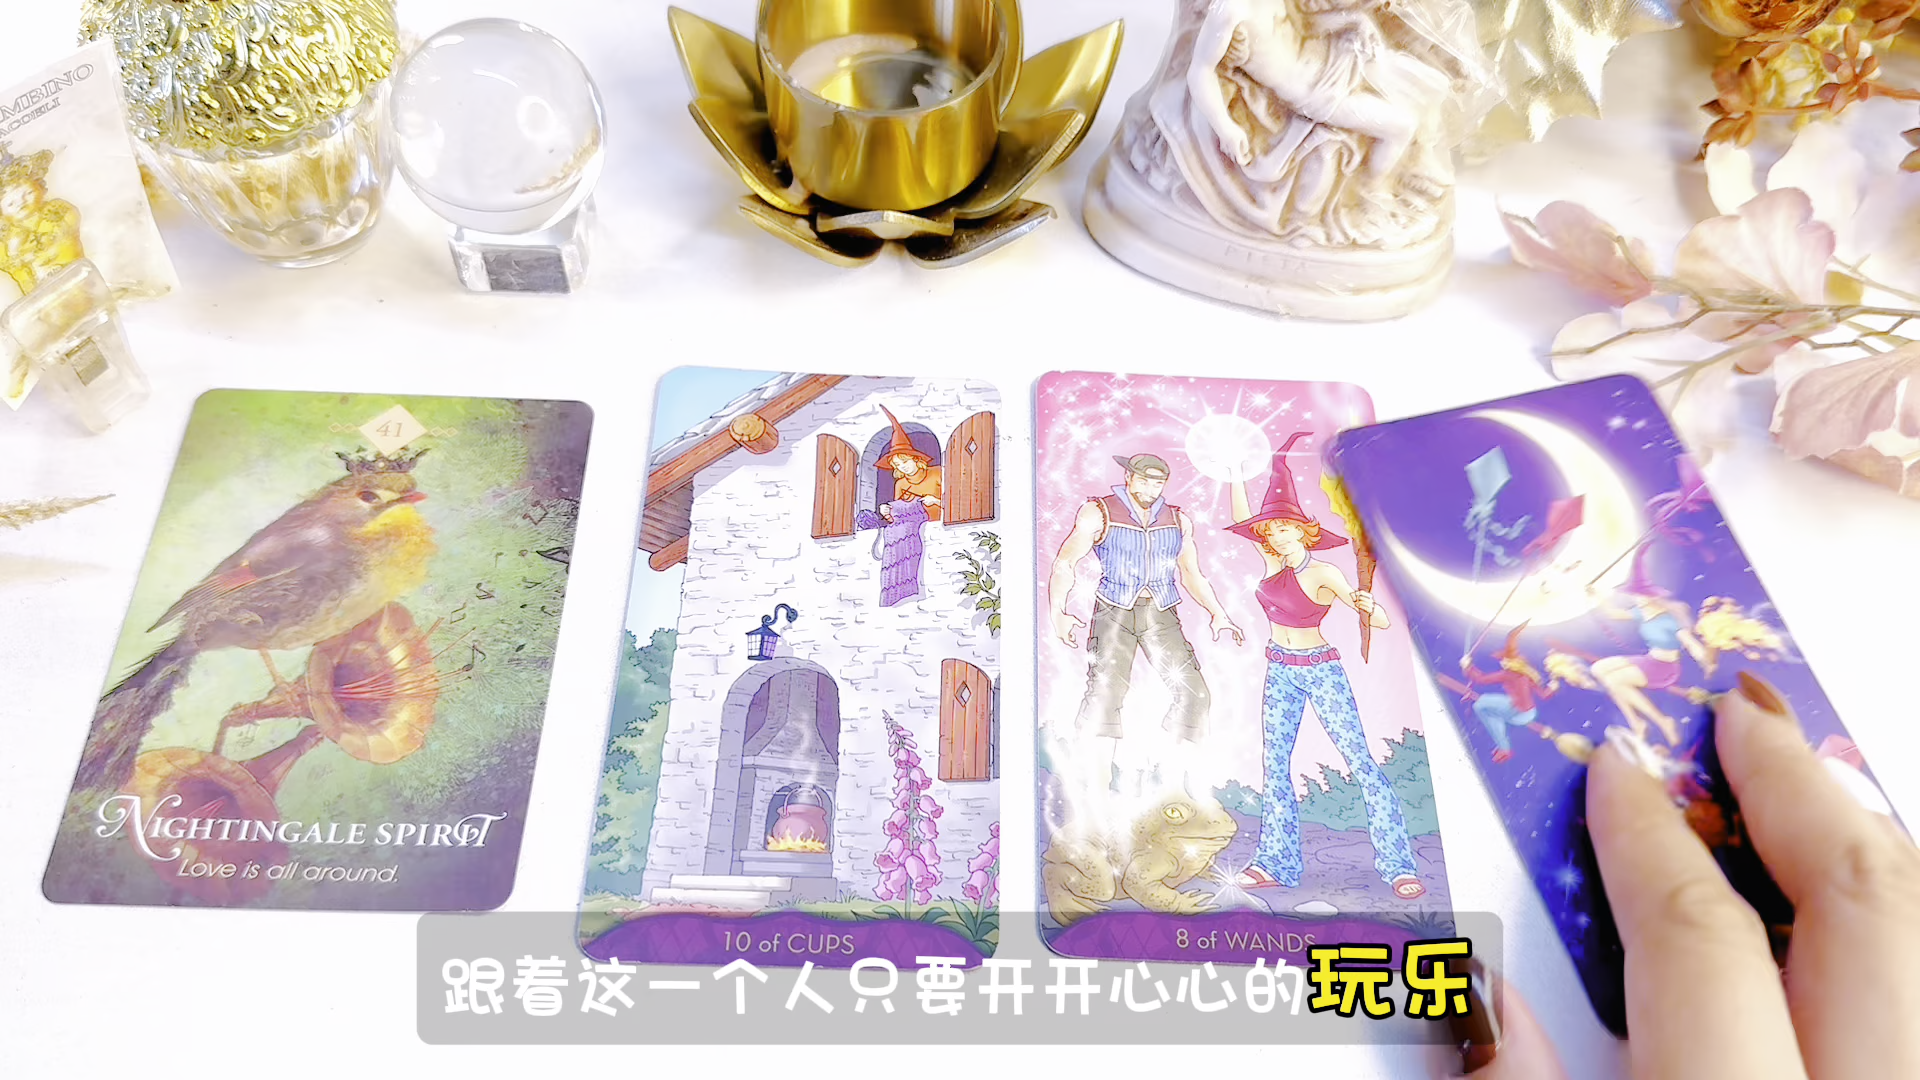 41
NIGHTINGALE SPIRIT
Love is all around.
10 of CUPS
8 of WANDS
PIETA
跟着这一个人只要开开心心的玩乐